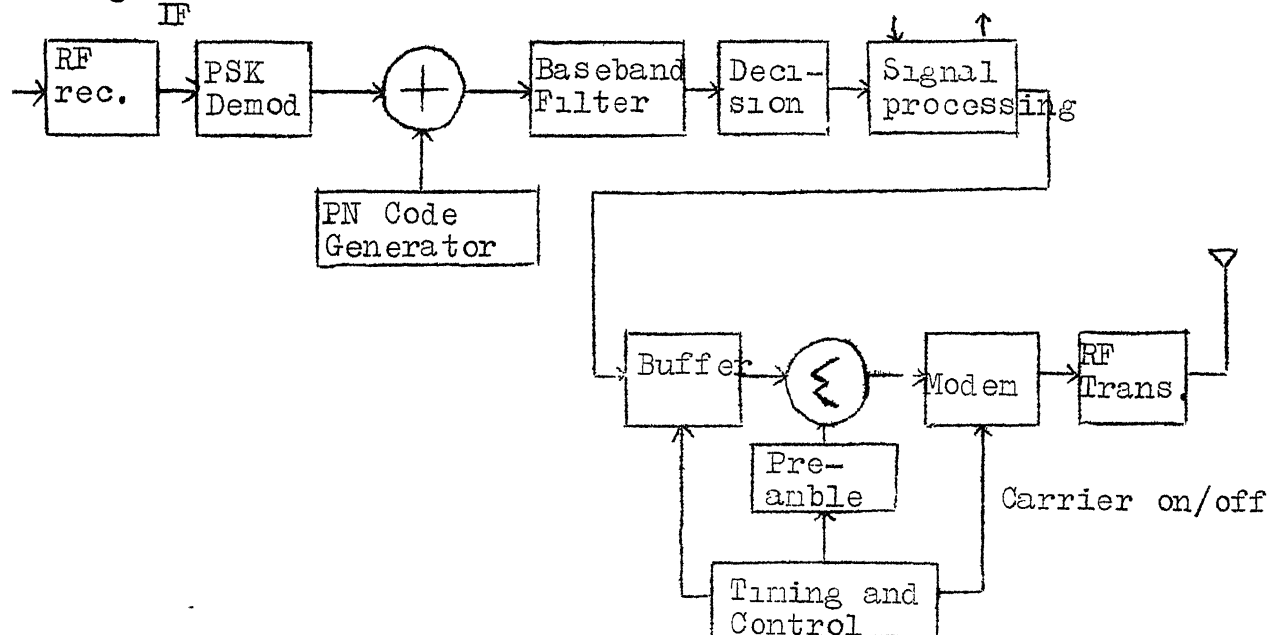 IF
RF
rec.
PSK
Demod
+
Baseband
Filter
Deci-
sion
Signal
processing
PN Code
Generator
Buffer
Σ
Modem
RF
Trans.
Pre-
amble
Carrier on/off
Timing and
Control